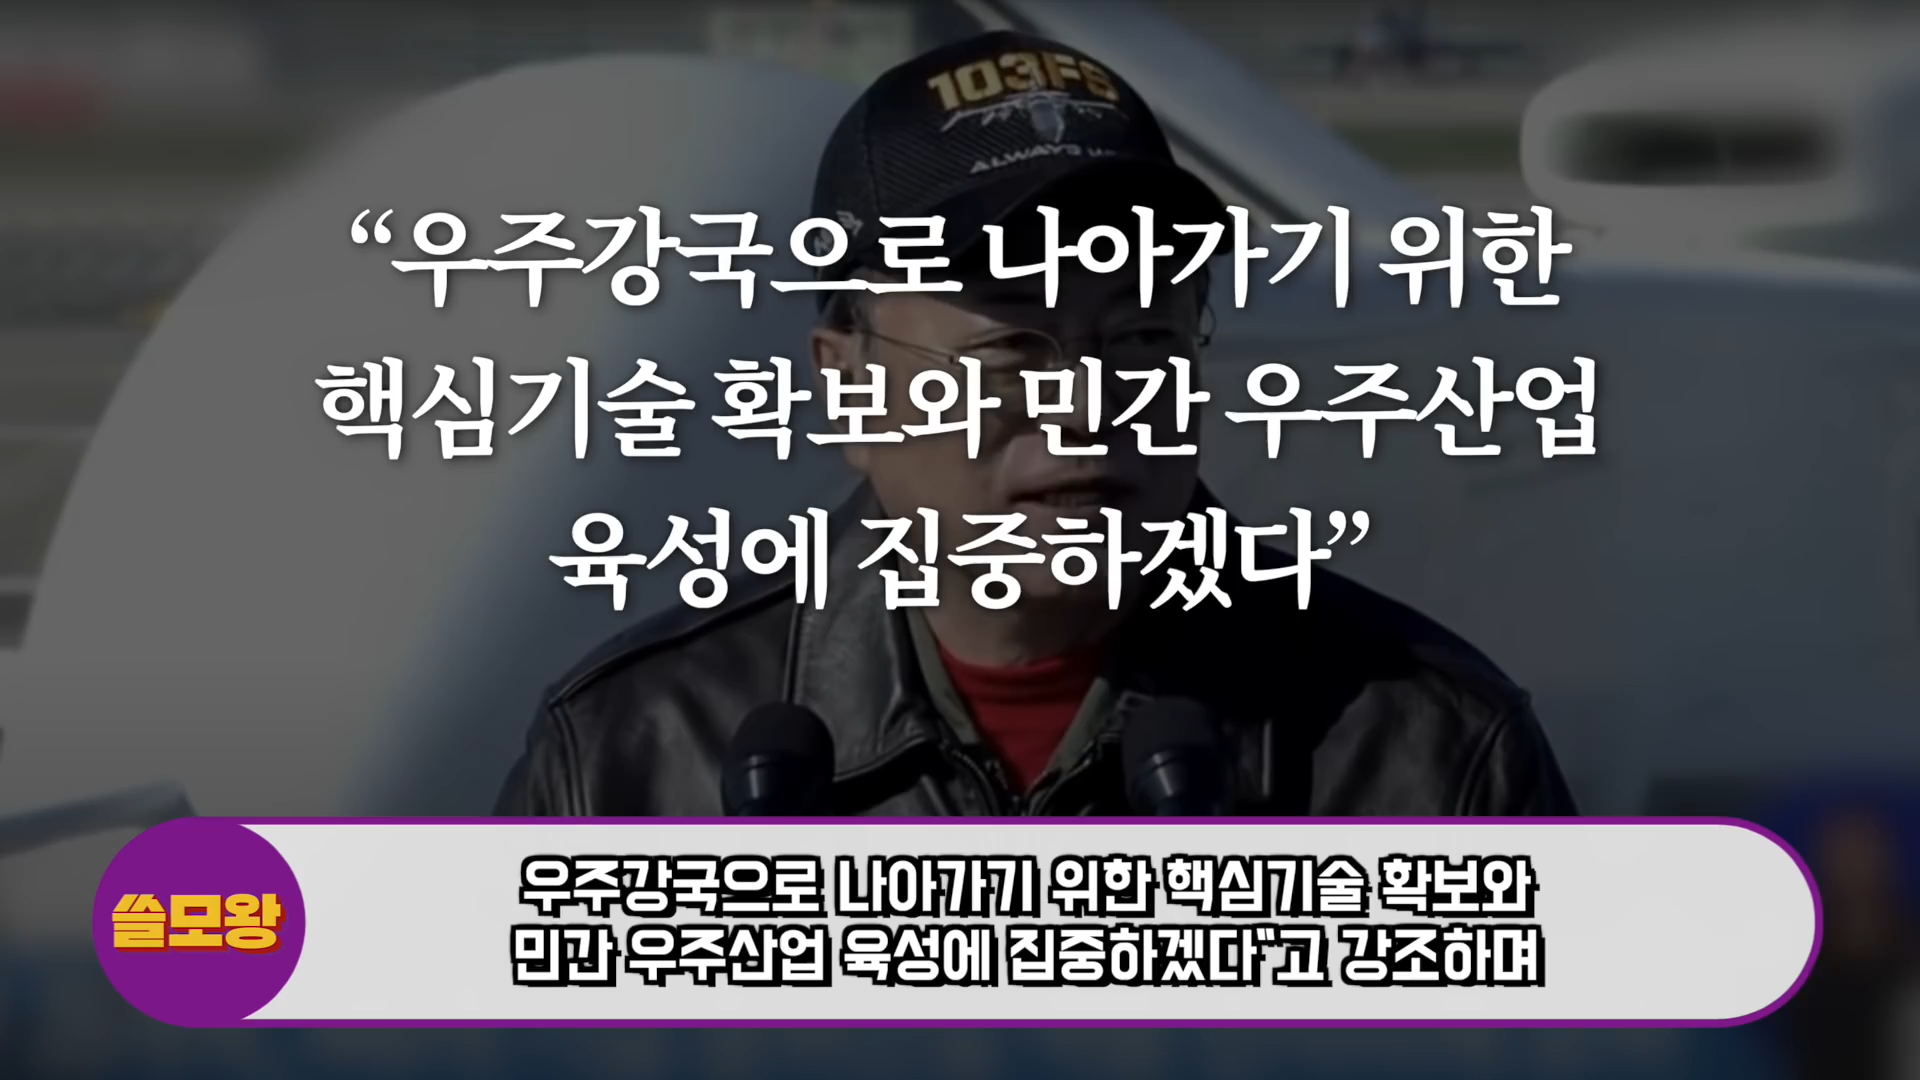 103FS
ALWAYS
“우주강국으로 나아가기 위한
핵심기술 확보와 민간 우주산업
육성에 집중하겠다”
쓸모왕
우주강국으로 나아가기 위한 핵심기술 확보와
민간 우주산업 육성에 집중하겠다"고 강조하며